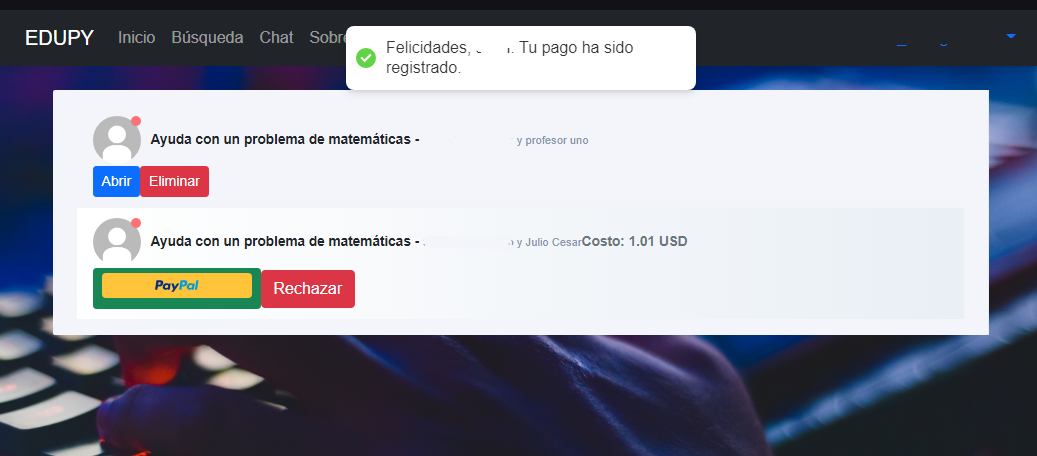 EDUPY Inicio Búsqueda Chat Sobre
Felicidades, . Tu pago ha sido
registrado.
Ayuda con un problema de matemáticas - y profesor uno
Abrir Eliminar
Ayuda con un problema de matemáticas - y Julio Cesar Costo: 1.01 USD
PayPal Rechazar